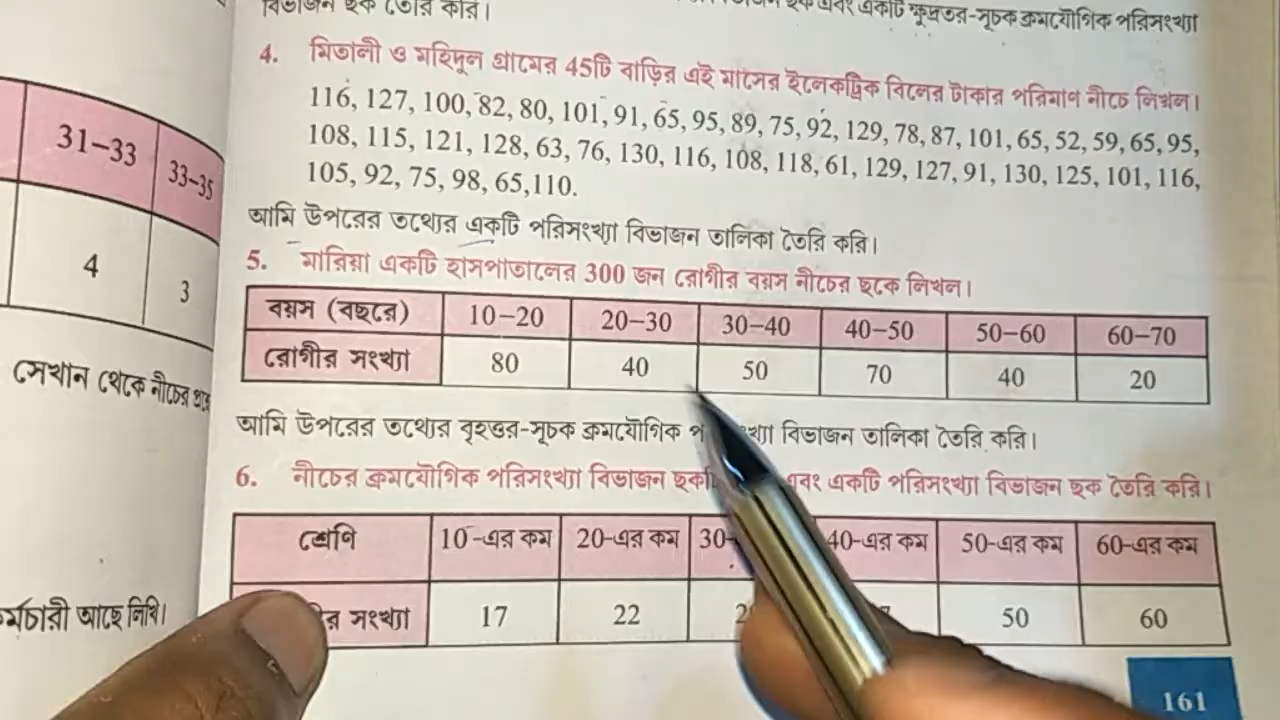 বিভাজন ছক তৈরি করি।
এবং একটি ক্ষুদ্রতর-সূচক ক্রমযৌগিক পরিসংখ্যা
4. মিতালী ও মহিদুল গ্রামের 45টি বাড়ির এই মাসের ইলেকট্রিক বিলের টাকার পরিমাণ নীচে লিখল।
116, 127, 100, 82, 80, 101, 91, 65, 95, 89, 75, 92, 129, 78, 87, 101, 65, 52, 59, 65, 95,
108, 115, 121, 128, 63, 76, 130, 116, 108, 118, 61, 129, 127, 91, 130, 125, 101, 116,
105, 92, 75, 98, 65,110.
আমি উপরের তথ্যের একটি পরিসংখ্যা বিভাজন তালিকা তৈরি করি।
5. মারিয়া একটি হাসপাতালের 300 জন রোগীর বয়স নীচের ছকে লিখল।
বয়স (বছরে) 10–20 20–30 30–40 40–50 50–60 60–70
রোগীর সংখ্যা 80 40 50 70 40 20
আমি উপরের তথ্যের বৃহত্তর-সূচক ক্রমযৌগিক বিভাজন তালিকা তৈরি করি।
6. নীচের ক্রমযৌগিক পরিসংখ্যা বিভাজন এবং একটি পরিসংখ্যা বিভাজন ছক তৈরি করি।
শ্রেণি 10-এর কম 20-এর কম 30- 40-এর কম 50-এর কম 60-এর কম
সংখ্যা 17 22 50 60
161
31–33 33–35
4 3
সেখান থেকে নীচের
আছে লিখি।